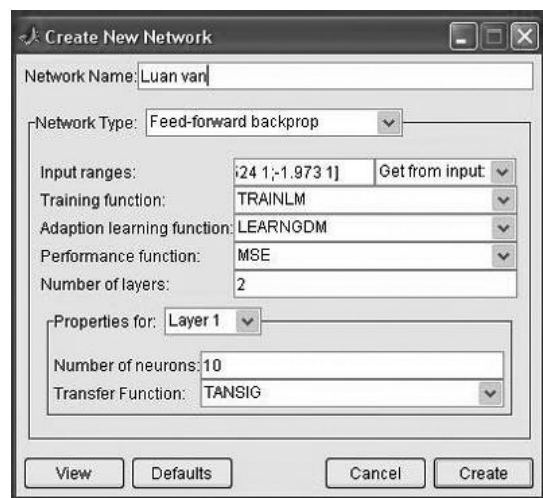 Create New Network
Network Name: Luan van
Network Type: Feed-forward backprop
Input ranges: 524 1;-1.973 1] Get from input:
Training function: TRAINLM
Adaption learning function: LEARNGDM
Performance function: MSE
Number of layers: 2
Properties for: Layer 1
Number of neurons: 10
Transfer Function: TANSIG
View Defaults Cancel Create